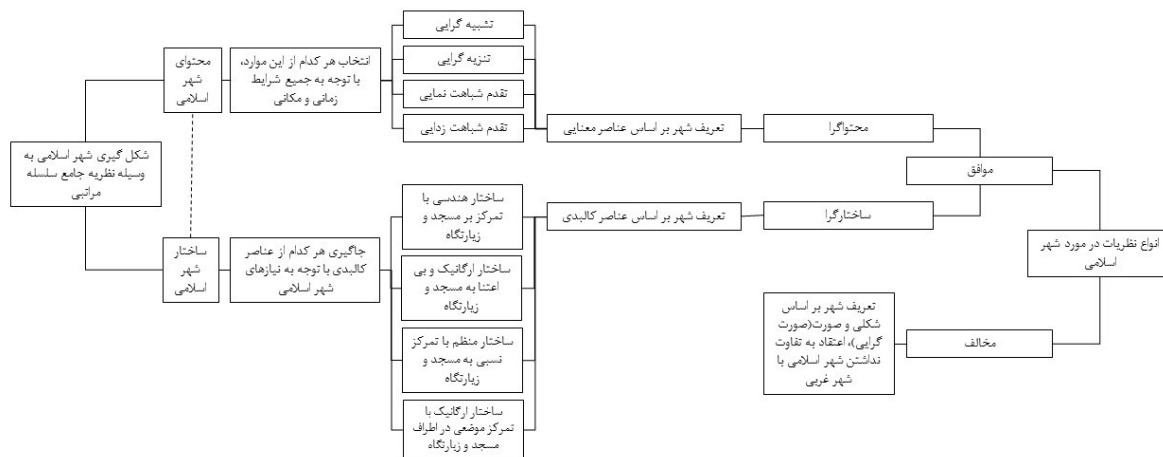 انواع نظریات در مورد شهر
اسلامی
موافق
مخالف
محتواگرا
ساختارگرا
تعریف شهر بر اساس
شکلی و صورت(صورت
گرایی)، اعتقاد به تفاوت
نداشتن شهر اسلامی با
شهر غربی
تعریف شهر بر اساس عناصر معنایی
تعریف شهر بر اساس عناصر کالبدی
تشبیه گرایی
تنزیه گرایی
تقدم شباهت نمایی
تقدم شباهت زدایی
ساختار هندسی با
تمرکز بر مسجد و
زیارتگاه
ساختار ارگانیک و بی
اعتنا به مسجد و
زیارتگاه
ساختار منظم با تمرکز
نسبی به مسجد و
زیارتگاه
ساختار ارگانیک با
تمرکز موضعی در اطراف
مسجد و زیارتگاه
انتخاب هر کدام از این موارد،
با توجه به جمیع شرایط
زمانی و مکانی
جاگیری هر کدام از عناصر
کالبدی با توجه به نیازهای
شهر اسلامی
محتوای
شهر
اسلامی
ساختار
شهر
اسلامی
شکل گیری شهر اسلامی به
وسیله نظریه جامع سلسله
مراتبی